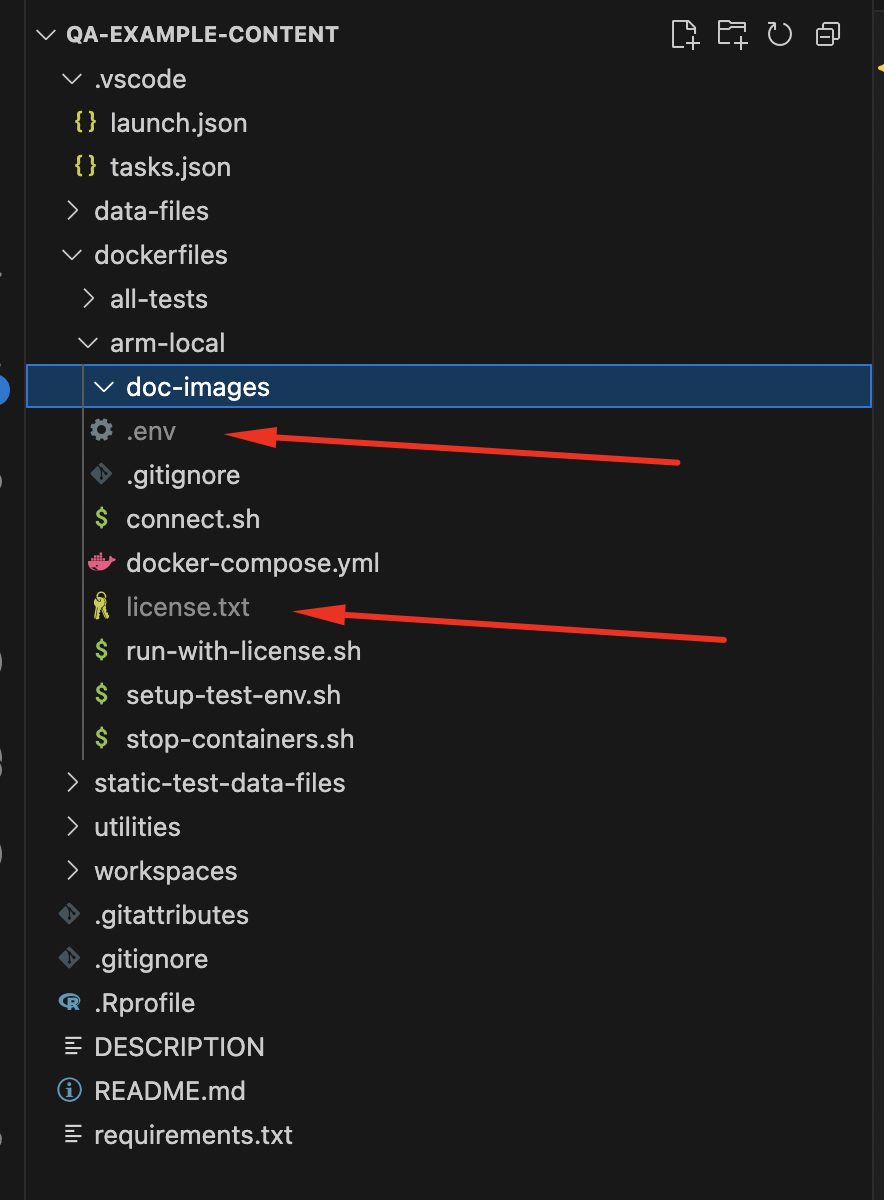 QA-EXAMPLE-CONTENT
.vscode
launch.json
tasks.json
data-files
dockerfiles
all-tests
arm-local
doc-images
.env
.gitignore
connect.sh
docker-compose.yml
license.txt
run-with-license.sh
setup-test-env.sh
stop-containers.sh
static-test-data-files
utilities
workspaces
.gitattributes
.gitignore
.Rprofile
DESCRIPTION
README.md
requirements.txt